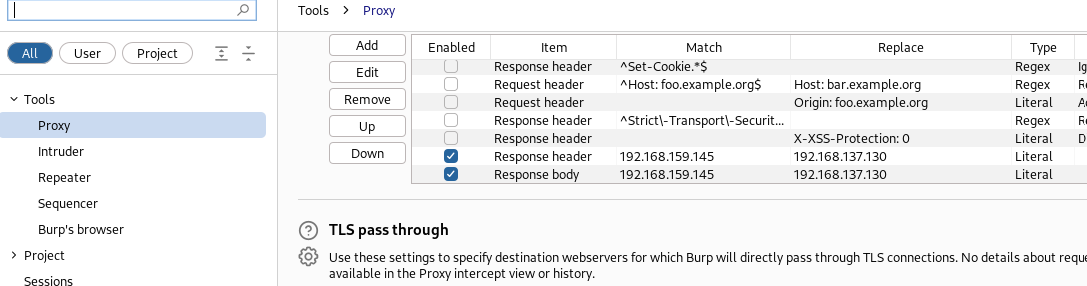 Tools > Proxy
All User Project
Tools
Proxy
Intruder
Repeater
Sequencer
Burp's browser
Project
Sessions
Add
Edit
Remove
Up
Down
Enabled Item Match Replace Type
Response header ^Set-Cookie.*$ Regex Ig
Request header ^Host: foo.example.org$ Host: bar.example.org Regex Re
Request header Origin: foo.example.org Literal Ad
Response header ^Strict\-Transport\-Securit... Regex Re
Response header X-XSS-Protection: 0 Literal D
Response header 192.168.159.145 192.168.137.130 Literal
Response body 192.168.159.145 192.168.137.130 Literal
TLS pass through
Use these settings to specify destination webservers for which Burp will directly pass through TLS connections. No details about reque
available in the Proxy intercept view or history.